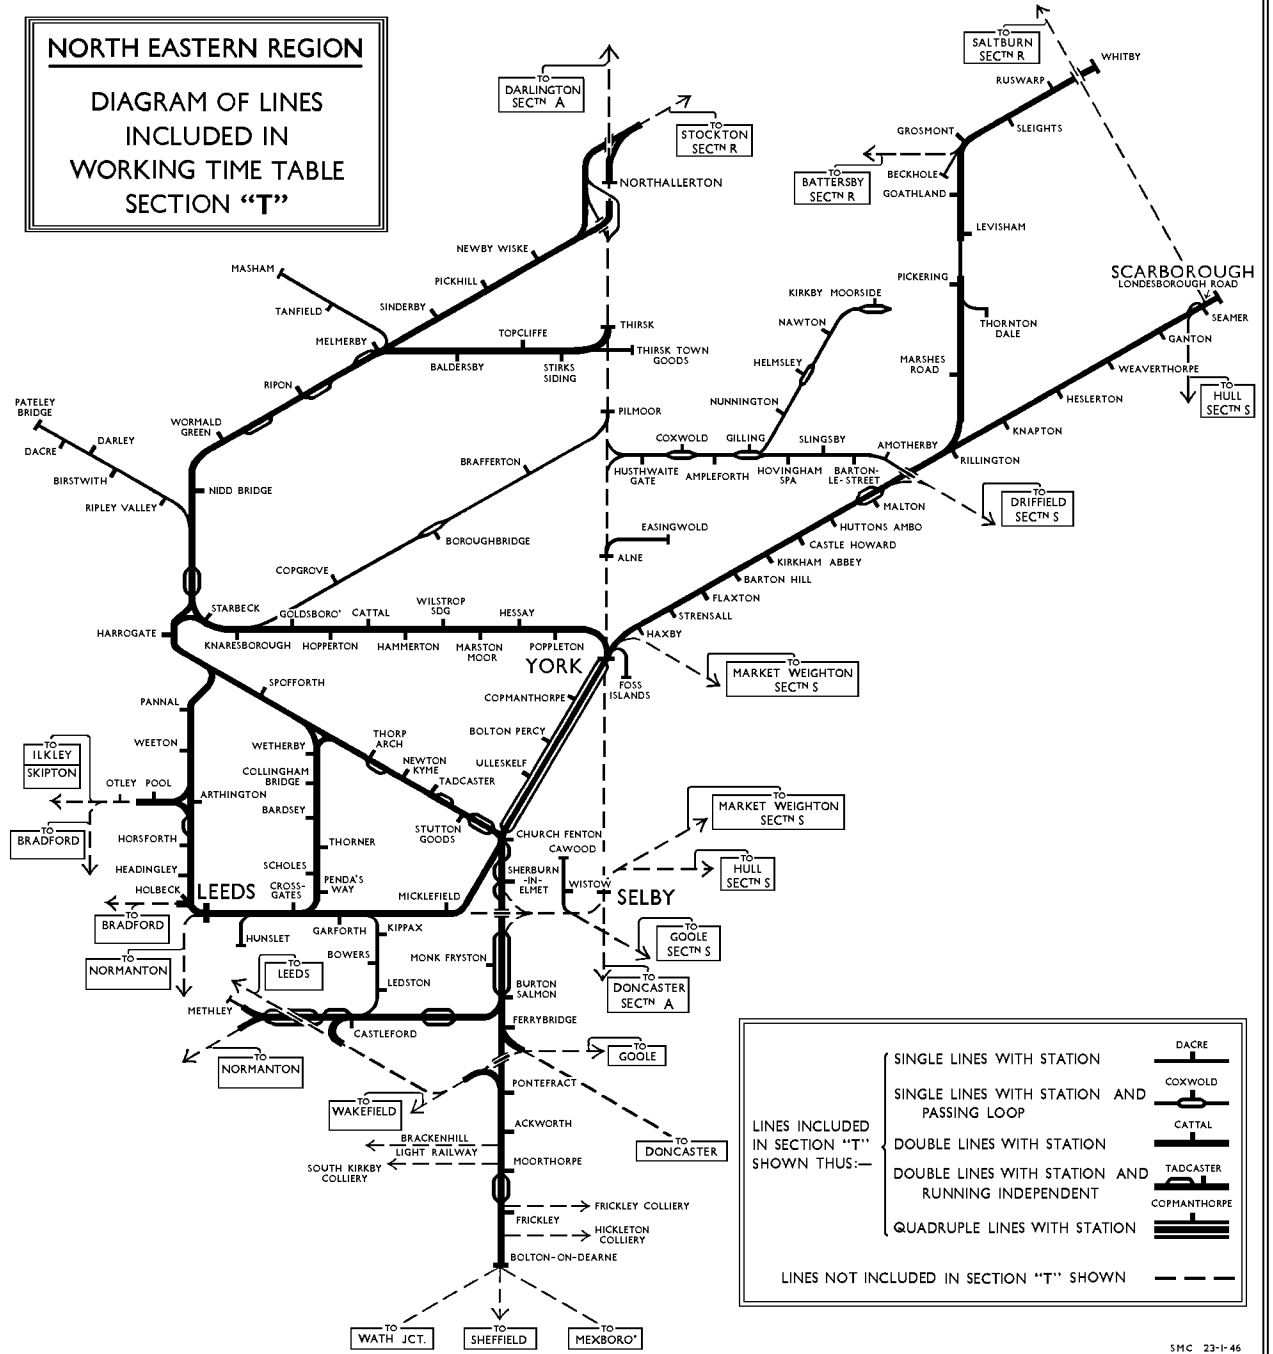 NORTH EASTERN REGION
DIAGRAM OF LINES
INCLUDED IN
WORKING TIME TABLE
SECTION "T"
TO
DARLINGTON
SECTN A
TO
STOCKTON
SECTN R
TO
SALTBURN
SECTN R
WHITBY
RUSWARP
SLEIGHTS
GROSMONT
TO
BATTERSBY
SECTN R
BECKHOLE
GOATHLAND
LEVISHAM
NORTHALLERTON
NEWBY WISKE
PICKHILL
SINDERBY
MASHAM
TANFIELD
MELMERBY
PICKERING
KIRKBY MOORSIDE
NAWTON
THORNTON
DALE
SCARBOROUGH
LONDESBOROUGH ROAD
SEAMER
GANTON
WEAVERTHORPE
TO
HULL
SECTN S
HESLERTON
KNAPTON
RILLINGTON
TOPCLIFFE
THIRSK
THIRSK TOWN
GOODS
BALDERSBY
STIRKS
SIDING
HELMSLEY
MARSHES
ROAD
RIPON
NUNNINGTON
PILMOOR
PATELEY
BRIDGE
DACRE
DARLEY
BIRSTWITH
RIPLEY VALLEY
WORMALD
GREEN
COXWOLD
GILLING
SLINGSBY
AMOTHERBY
HUSTHWAITE
GATE
AMPLEFORTH
HOVINGHAM
SPA
BARTON-
LE-STREET
TO
DRIFFIELD
SECTN S
BRAFFERTON
NIDD BRIDGE
MALTON
HUTTONS AMBO
CASTLE HOWARD
KIRKHAM ABBEY
BARTON HILL
FLAXTON
STRENSALL
HAXBY
EASINGWOLD
ALNE
BOROUGHBRIDGE
COPGROVE
STARBECK
GOLDSBORO'
CATTAL
WILSTROP
SDG
HESSAY
HARROGATE
KNARESBOROUGH
HOPPERTON
HAMMERTON
MARSTON
MOOR
POPPLETON
YORK
FOSS
ISLANDS
TO
MARKET WEIGHTON
SECTN S
SPOFFORTH
COPMANTHORPE
PANNAL
BOLTON PERCY
WEETON
WETHERBY
THORP
ARCH
NEWTON
KYME
TADCASTER
ULLESKELF
TO
ILKLEY
SKIPTON
OTLEY
POOL
ARTHINGTON
COLLINGHAM
BRIDGE
BARDSEY
STUTTON
GOODS
CHURCH FENTON
TO
MARKET WEIGHTON
SECTN S
TO
BRADFORD
HORSFORTH
THORNER
CAWOOD
HEADINGLEY
SCHOLES
PENDA'S
WAY
SHERBURN
-IN-
ELMET
WISTOW
TO
HULL
SECTN S
HOLBECK
LEEDS
CROSS-
GATES
MICKLEFIELD
SELBY
TO
BRADFORD
HUNSLET
GARFORTH
KIPPAX
TO
GOOLE
SECTN S
TO
NORMANTON
TO
LEEDS
BOWERS
MONK FRYSTON
LEDSTON
BURTON
SALMON
TO
DONCASTER
SECTN A
METHLEY
CASTLEFORD
FERRYBRIDGE
TO
NORMANTON
TO
GOOLE
TO
WAKEFIELD
PONTEFRACT
ACKWORTH
BRACKENHILL
LIGHT RAILWAY
TO
DONCASTER
SOUTH KIRKBY
COLLIERY
MOORTHORPE
FRICKLEY COLLIERY
FRICKLEY
HICKLETON
COLLIERY
BOLTON-ON-DEARNE
TO
WATH JCT.
TO
SHEFFIELD
TO
MEXBORO'
LINES INCLUDED
IN SECTION "T"
SHOWN THUS:—
SINGLE LINES WITH STATION
DACRE
SINGLE LINES WITH STATION AND
PASSING LOOP
COXWOLD
DOUBLE LINES WITH STATION
CATTAL
DOUBLE LINES WITH STATION AND
RUNNING INDEPENDENT
TADCASTER
QUADRUPLE LINES WITH STATION
COPMANTHORPE
LINES NOT INCLUDED IN SECTION "T" SHOWN
SMC 23-1-46